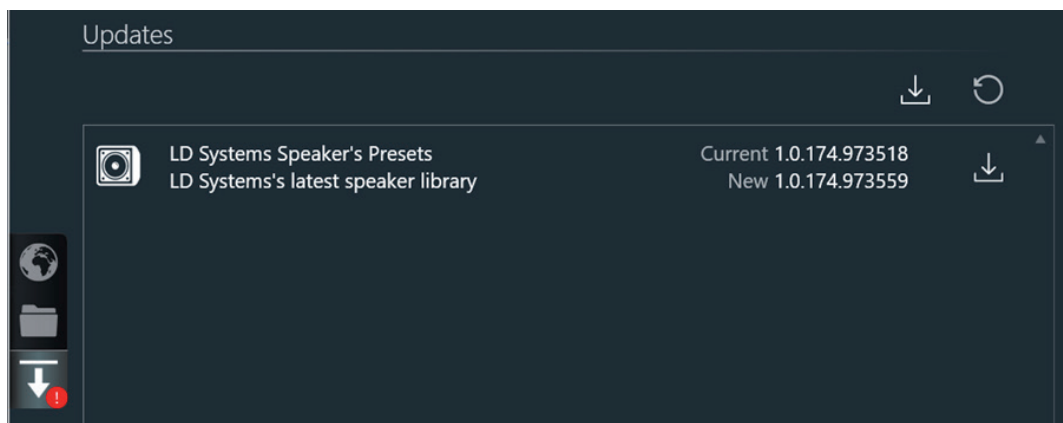 Updates
LD Systems Speaker's Presets
Current 1.0.174.973518
LD Systems's latest speaker library
New 1.0.174.973559
!